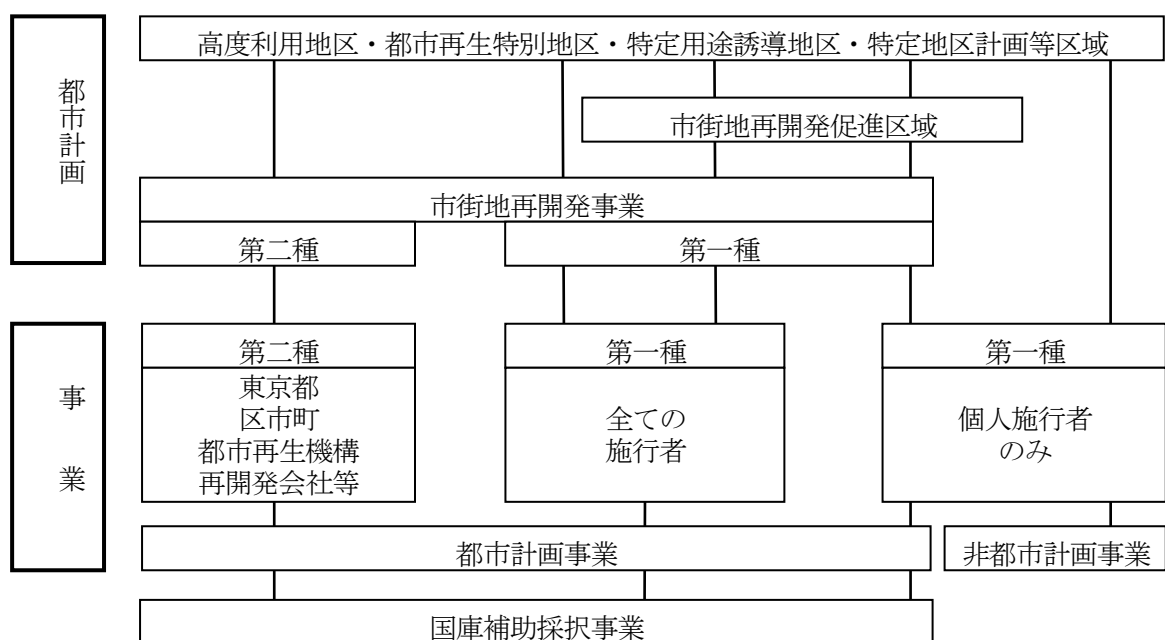 都市計画
高度利用地区・都市再生特別地区・特定用途誘導地区・特定地区計画等区域
市街地再開発促進区域
市街地再開発事業
第二種
第一種
事業
第二種
東京都
区市町
都市再生機構
再開発会社等
第一種
全ての
施行者
第一種
個人施行者
のみ
都市計画事業
非都市計画事業
国庫補助採択事業